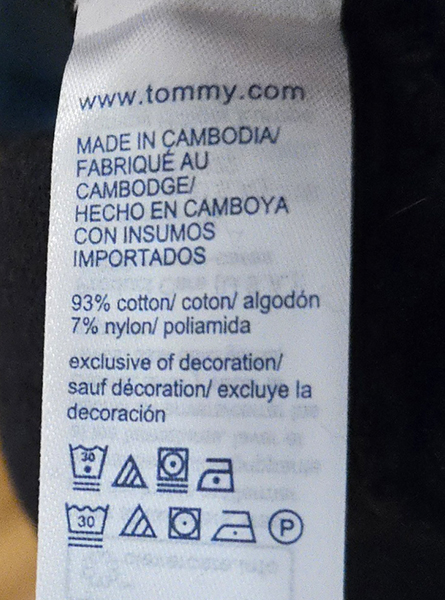 www.tommy.com
MADE IN CAMBODIA/
FABRIQUÉ AU
CAMBODGE/
HECHO EN CAMBOYA
CON INSUMOS
IMPORTADOS
93% cotton/ coton/ algodón
7% nylon/ poliamida
exclusive of decoration/
sauf décoration/ excluye la
decoración
30
30 P